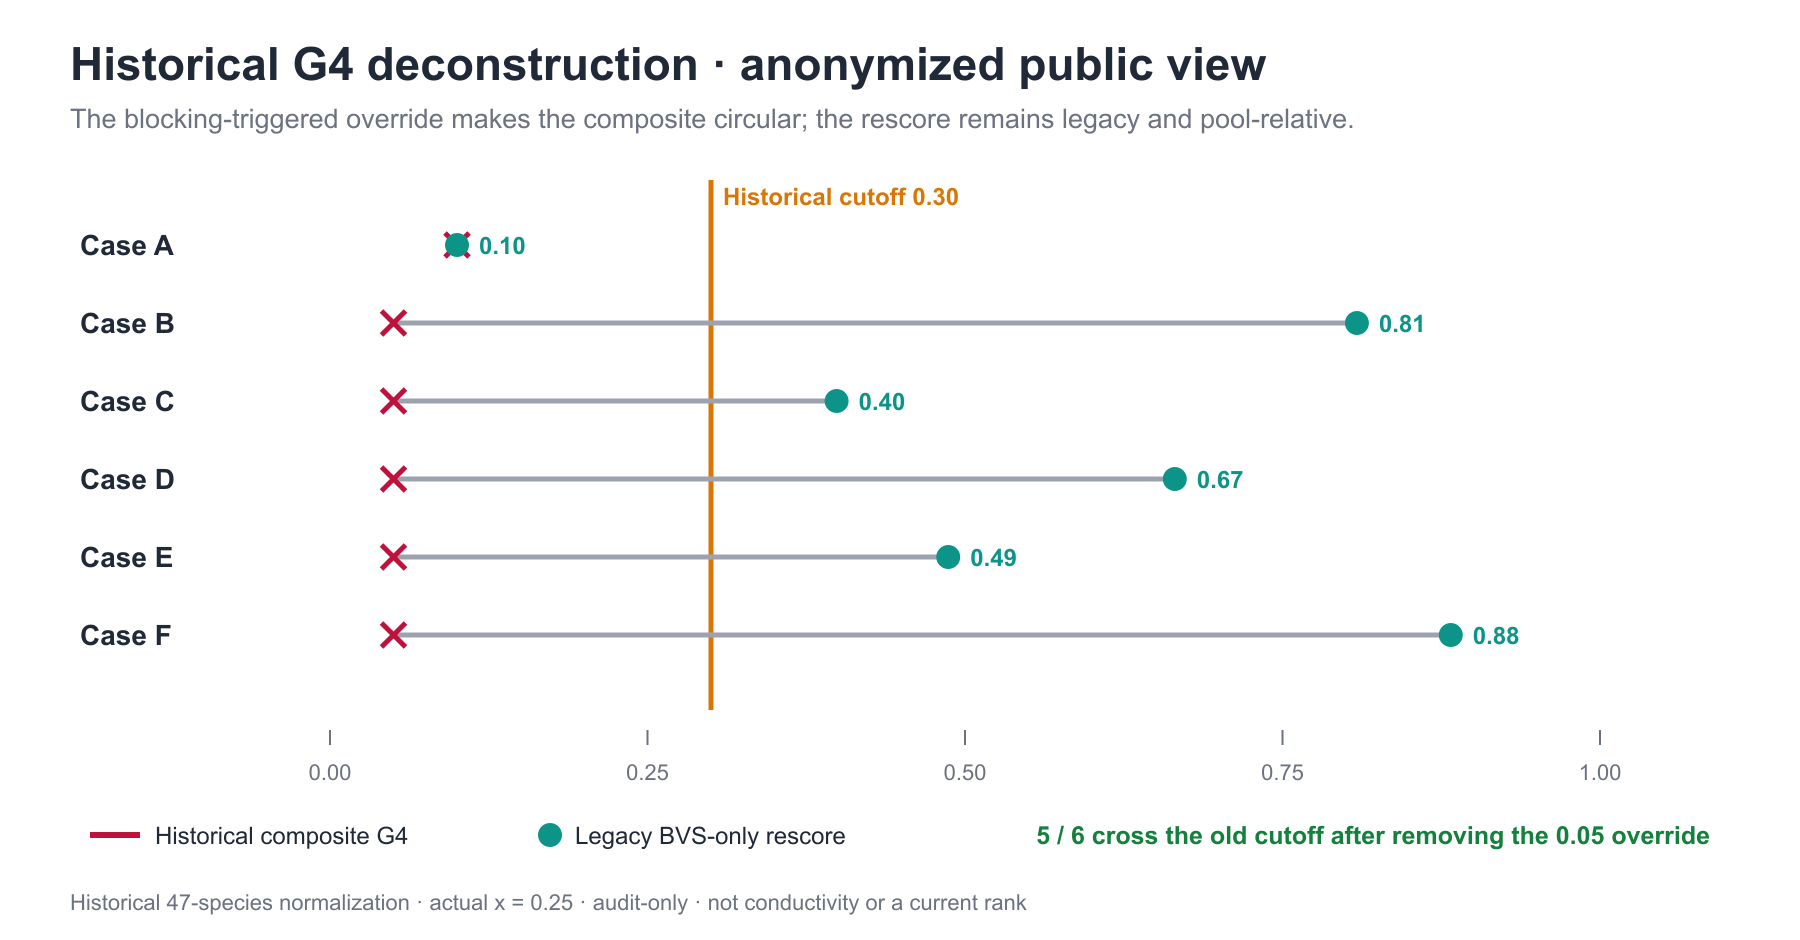 Historical G4 deconstruction · anonymized public view
The blocking-triggered override makes the composite circular; the rescore remains legacy and pool-relative.
Historical cutoff 0.30
Case A 0.10
Case B 0.81
Case C 0.40
Case D 0.67
Case E 0.49
Case F 0.88
0.00 0.25 0.50 0.75 1.00
Historical composite G4 Legacy BVS-only rescore 5 / 6 cross the old cutoff after removing the 0.05 override
Historical 47-species normalization · actual x = 0.25 · audit-only · not conductivity or a current rank